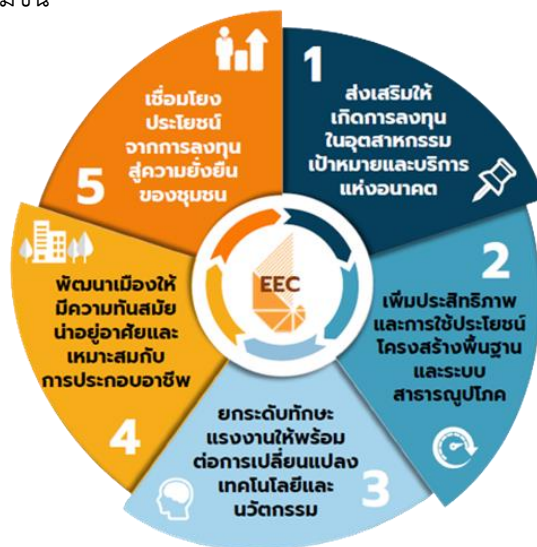 1
ส่งเสริมให้
เกิดการลงทุน
ในอุตสาหกรรม
เป้าหมายและบริการ
แห่งอนาคต
2
เพิ่มประสิทธิภาพ
และการใช้ประโยชน์
โครงสร้างพื้นฐาน
และระบบ
สาธารณูปโภค
3
ยกระดับทักษะ
แรงงานให้พร้อม
ต่อการเปลี่ยนแปลง
เทคโนโลยีและ
นวัตกรรม
4
พัฒนาเมืองให้
มีความทันสมัย
น่าอยู่อาศัยและ
เหมาะสมกับ
การประกอบอาชีพ
5
เชื่อมโยง
ประโยชน์
จากการลงทุน
สู่ความยั่งยืน
ของชุมชน
EEC